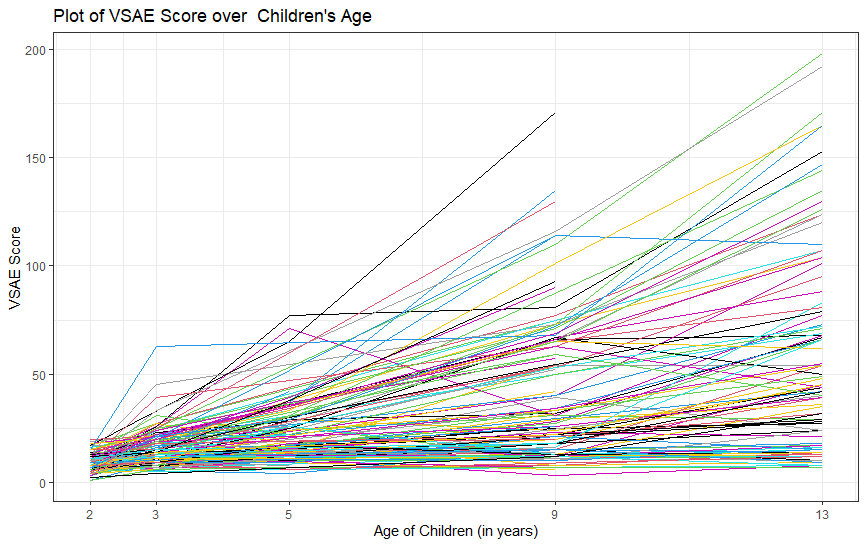 Plot of VSAE Score over  Children's Age
200
150
100
50
0
VSAE Score
2 3 5 9 13
Age of Children (in years)